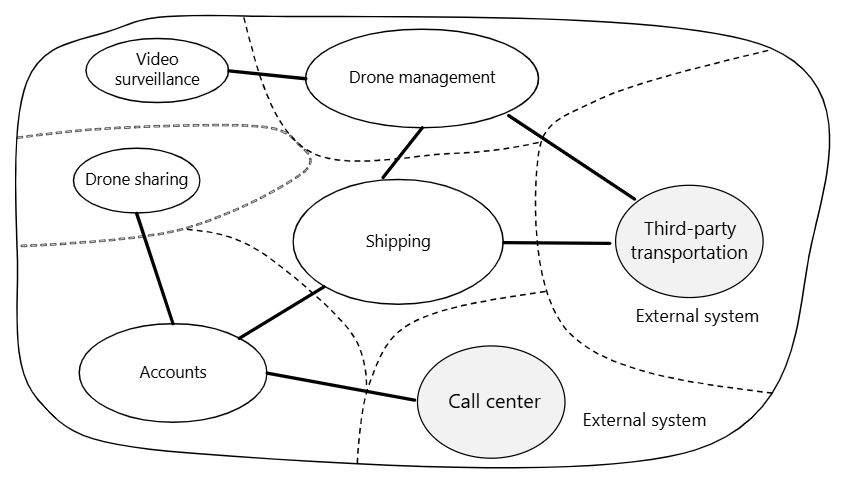 Video
surveillance
Drone management
Drone sharing
Shipping
Third-party
transportation
External system
Accounts
Call center
External system